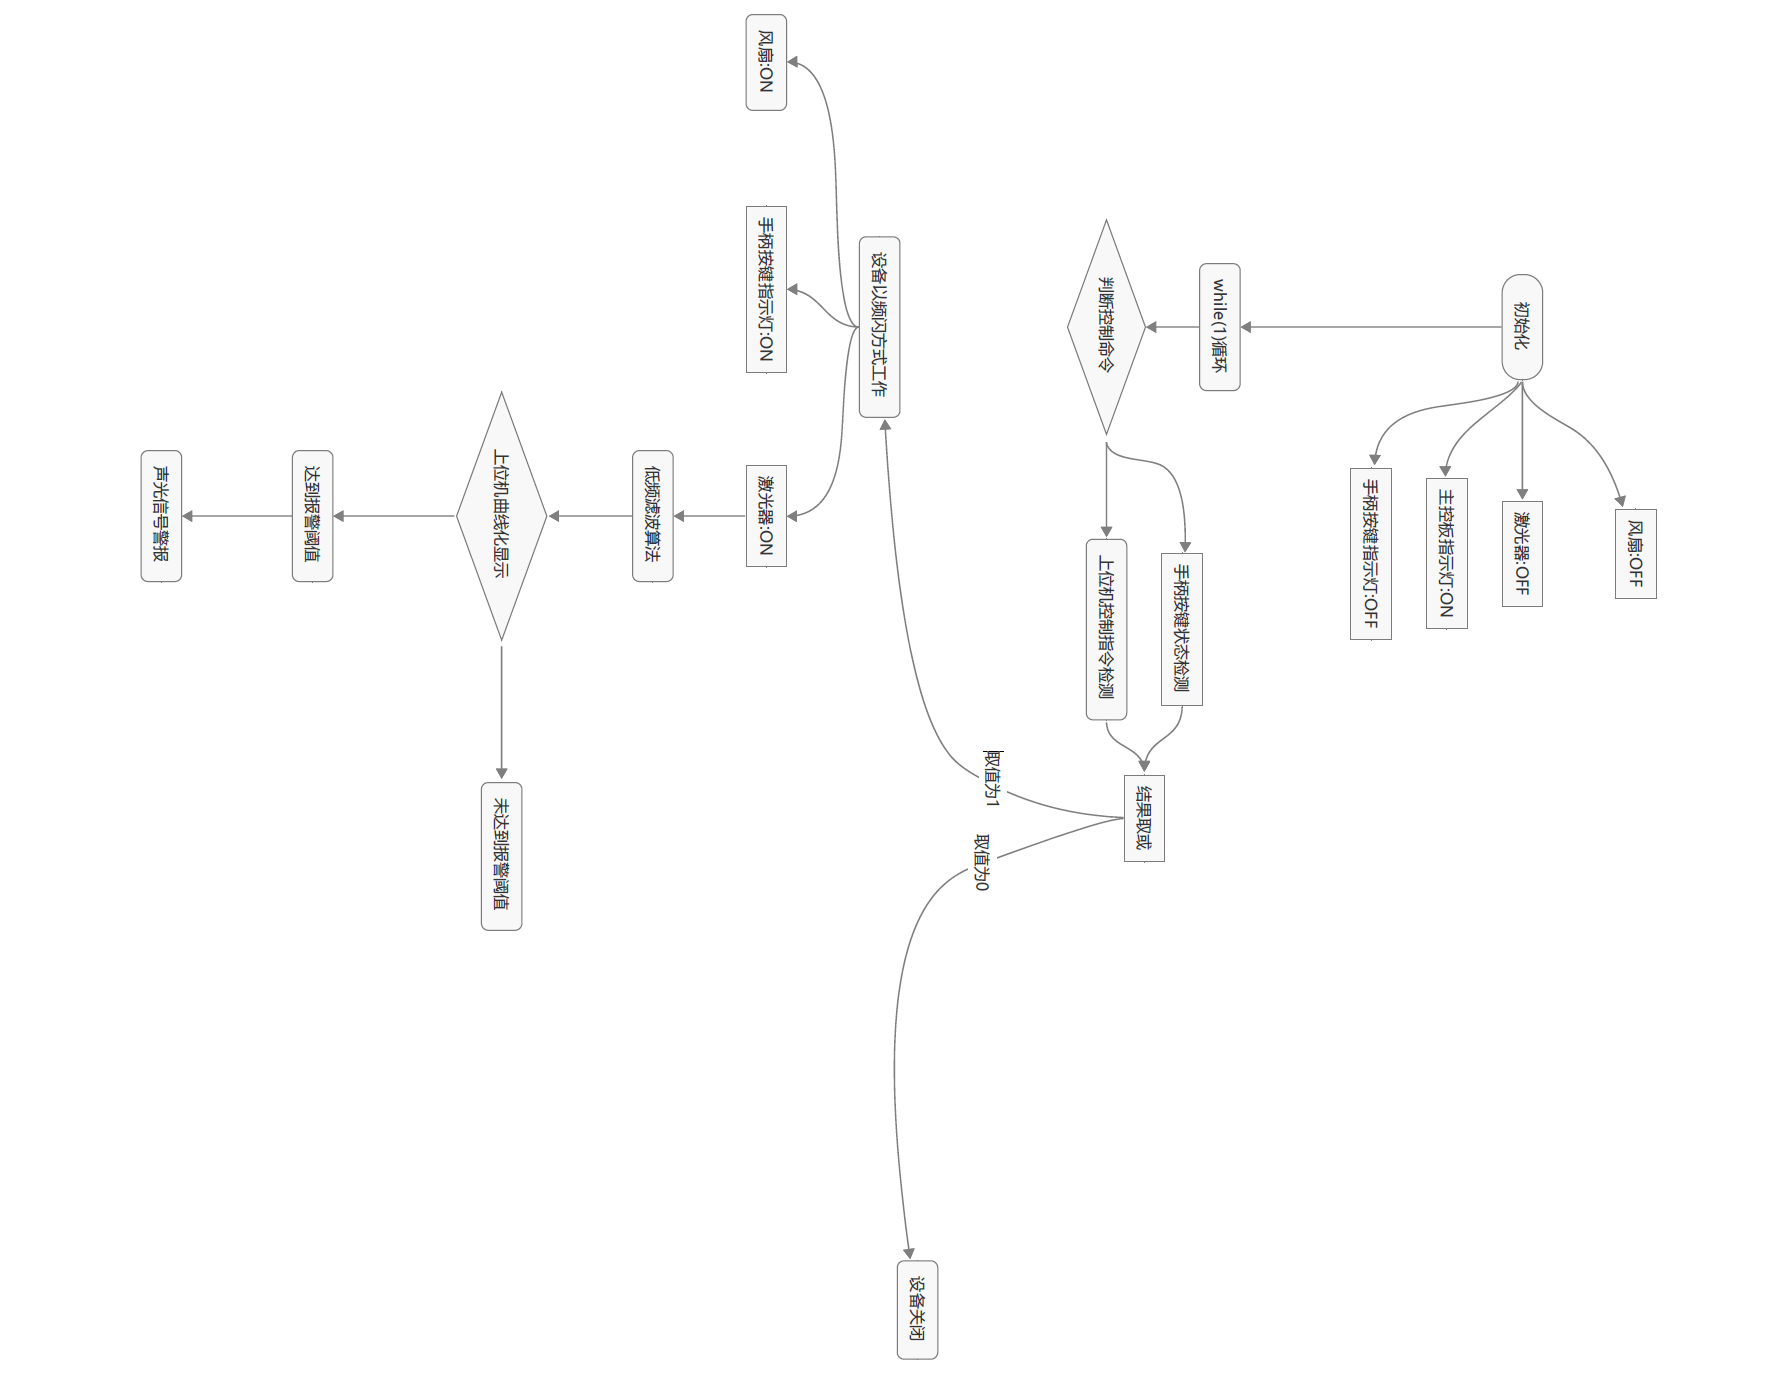 初始化
风扇:OFF
激光器:OFF
主控板指示灯:ON
手柄按键指示灯:OFF
while(1)循环
判断控制命令
手柄按键状态检测
上位机控制指令检测
结果取或
取值为1
取值为0
设备以频闪方式工作
设备关闭
风扇:ON
手柄按键指示灯:ON
激光器:ON
低频滤波算法
上位机曲线化显示
达到报警阈值
未达到报警阈值
声光信号警报